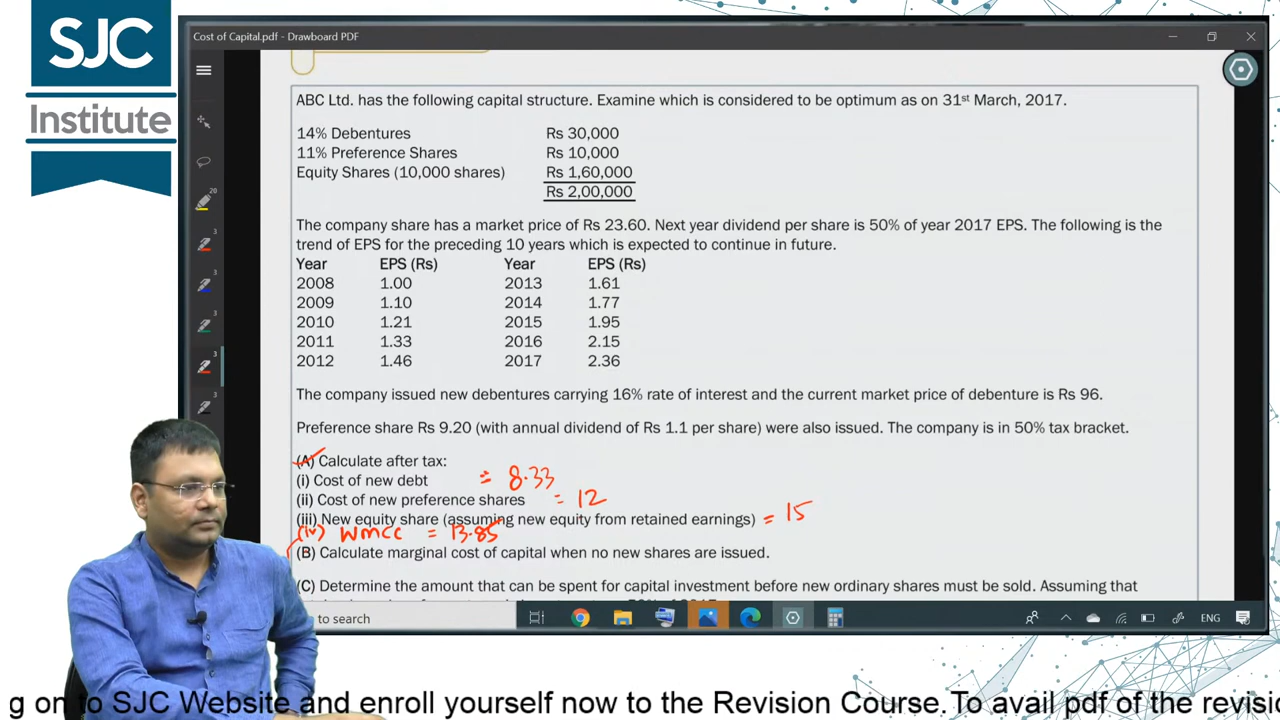 SJC
Institute
Cost of Capital.pdf - Drawboard PDF
ABC Ltd. has the following capital structure. Examine which is considered to be optimum as on 31st March, 2017.
14% Debentures Rs 30,000
11% Preference Shares Rs 10,000
Equity Shares (10,000 shares) Rs 1,60,000
Rs 2,00,000
The company share has a market price of Rs 23.60. Next year dividend per share is 50% of year 2017 EPS. The following is the
trend of EPS for the preceding 10 years which is expected to continue in future.
Year EPS (Rs) Year EPS (Rs)
2008 1.00 2013 1.61
2009 1.10 2014 1.77
2010 1.21 2015 1.95
2011 1.33 2016 2.15
2012 1.46 2017 2.36
The company issued new debentures carrying 16% rate of interest and the current market price of debenture is Rs 96.
Preference share Rs 9.20 (with annual dividend of Rs 1.1 per share) were also issued. The company is in 50% tax bracket.
(A) Calculate after tax:
(i) Cost of new debt = 8.33
(ii) Cost of new preference shares = 12
(iii) New equity share (assuming new equity from retained earnings) = 15
(iv) WMCC = 13.85
(B) Calculate marginal cost of capital when no new shares are issued.
(C) Determine the amount that can be spent for capital investment before new ordinary shares must be sold. Assuming that
to search
ENG
g on to SJC Website and enroll yourself now to the Revision Course.To avail pdf of the revisi